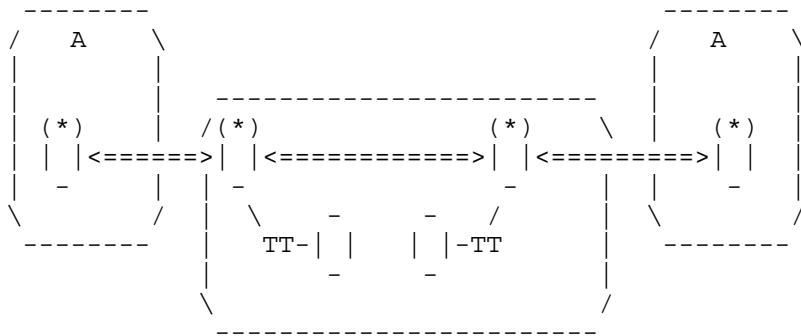 --------                                        --------
/    A     \                                    /    A     \
|          |                                    |          |
|          |    ------------------------        |          |
|  (*)     |  /(*)            (*)       \  |    (*)     |
|  | |<======>| |<============>| |<=========>| |     |
|   -      |  |  -              -      |  |     -      |
\          /  |   \    -     -    /     |  \          /
  --------    |    TT-| |   | |-TT      |    --------
              |        -     -          |
              \                         /
                ------------------------